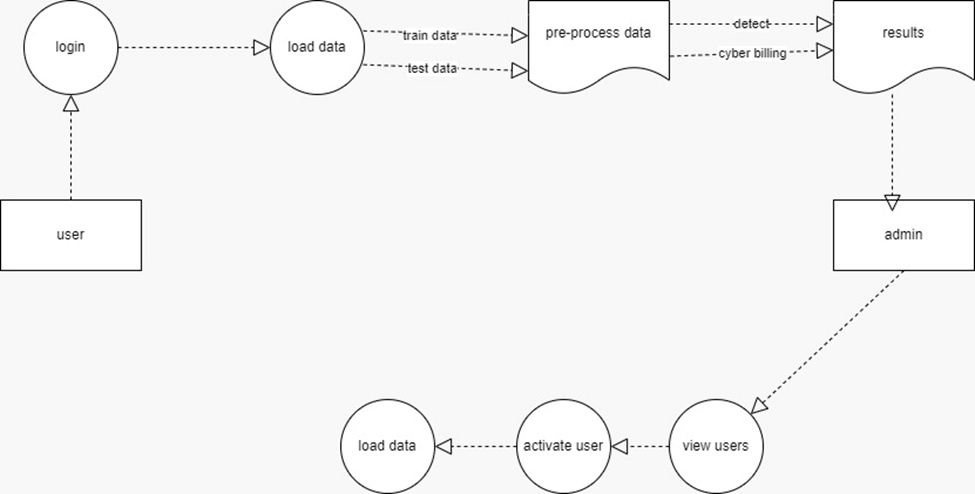 login
load data
train data
test data
pre-process data
detect
cyber billing
results
user
admin
load data
activate user
view users